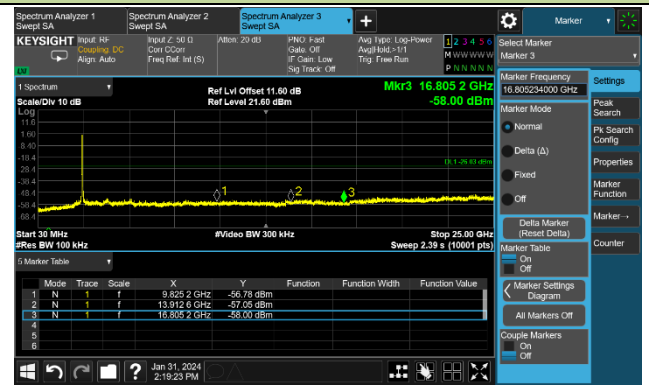 Spectrum Analyzer 1
Swept SA
Spectrum Analyzer 2
Swept SA
Spectrum Analyzer 3
Swept SA
Marker
KEYSIGHT
Input: RF
Coupling: DC
Align: Auto
Input Z: 50 Ω
Corr CCorr
Freq Ref: Int (S)
Atten: 20 dB
PNO: Fast
Gate: Off
IF Gain: Low
Sig Track: Off
Avg Type: Log-Power
Avg|Hold:>1/1
Trig: Free Run
1 2 3 4 5 6
M W W W W W
P N N N N N
LV
Select Marker
Marker 3
1 Spectrum
Scale/Div 10 dB
Log
Ref Lvl Offset 11.60 dB
Ref Level 21.60 dBm
Mkr3 16.805 2 GHz
-58.00 dBm
11.6
1.60
-8.40
-18.4
-28.4
-38.4
-48.4
-58.4
-68.4
DL1 -26.63 dBm
1
2
3
Start 30 MHz
#Res BW 100 kHz
#Video BW 300 kHz
Stop 25.00 GHz
Sweep 2.39 s (10001 pts)
5 Marker Table
Mode Trace Scale X Y Function Function Width Function Value
1 N 1 f 9.825 2 GHz -56.78 dBm
2 N 1 f 13.912 6 GHz -57.05 dBm
3 N 1 f 16.805 2 GHz -58.00 dBm
4
5
6
Jan 31, 2024
2:19:23 PM
Marker Frequency
16.805234000 GHz
Marker Mode
Normal
Delta (Δ)
Fixed
Off
Delta Marker
(Reset Delta)
Marker Table
On
Off
Marker Settings
Diagram
All Markers Off
Couple Markers
On
Off
Settings
Peak
Search
Pk Search
Config
Properties
Marker
Function
Marker→
Counter